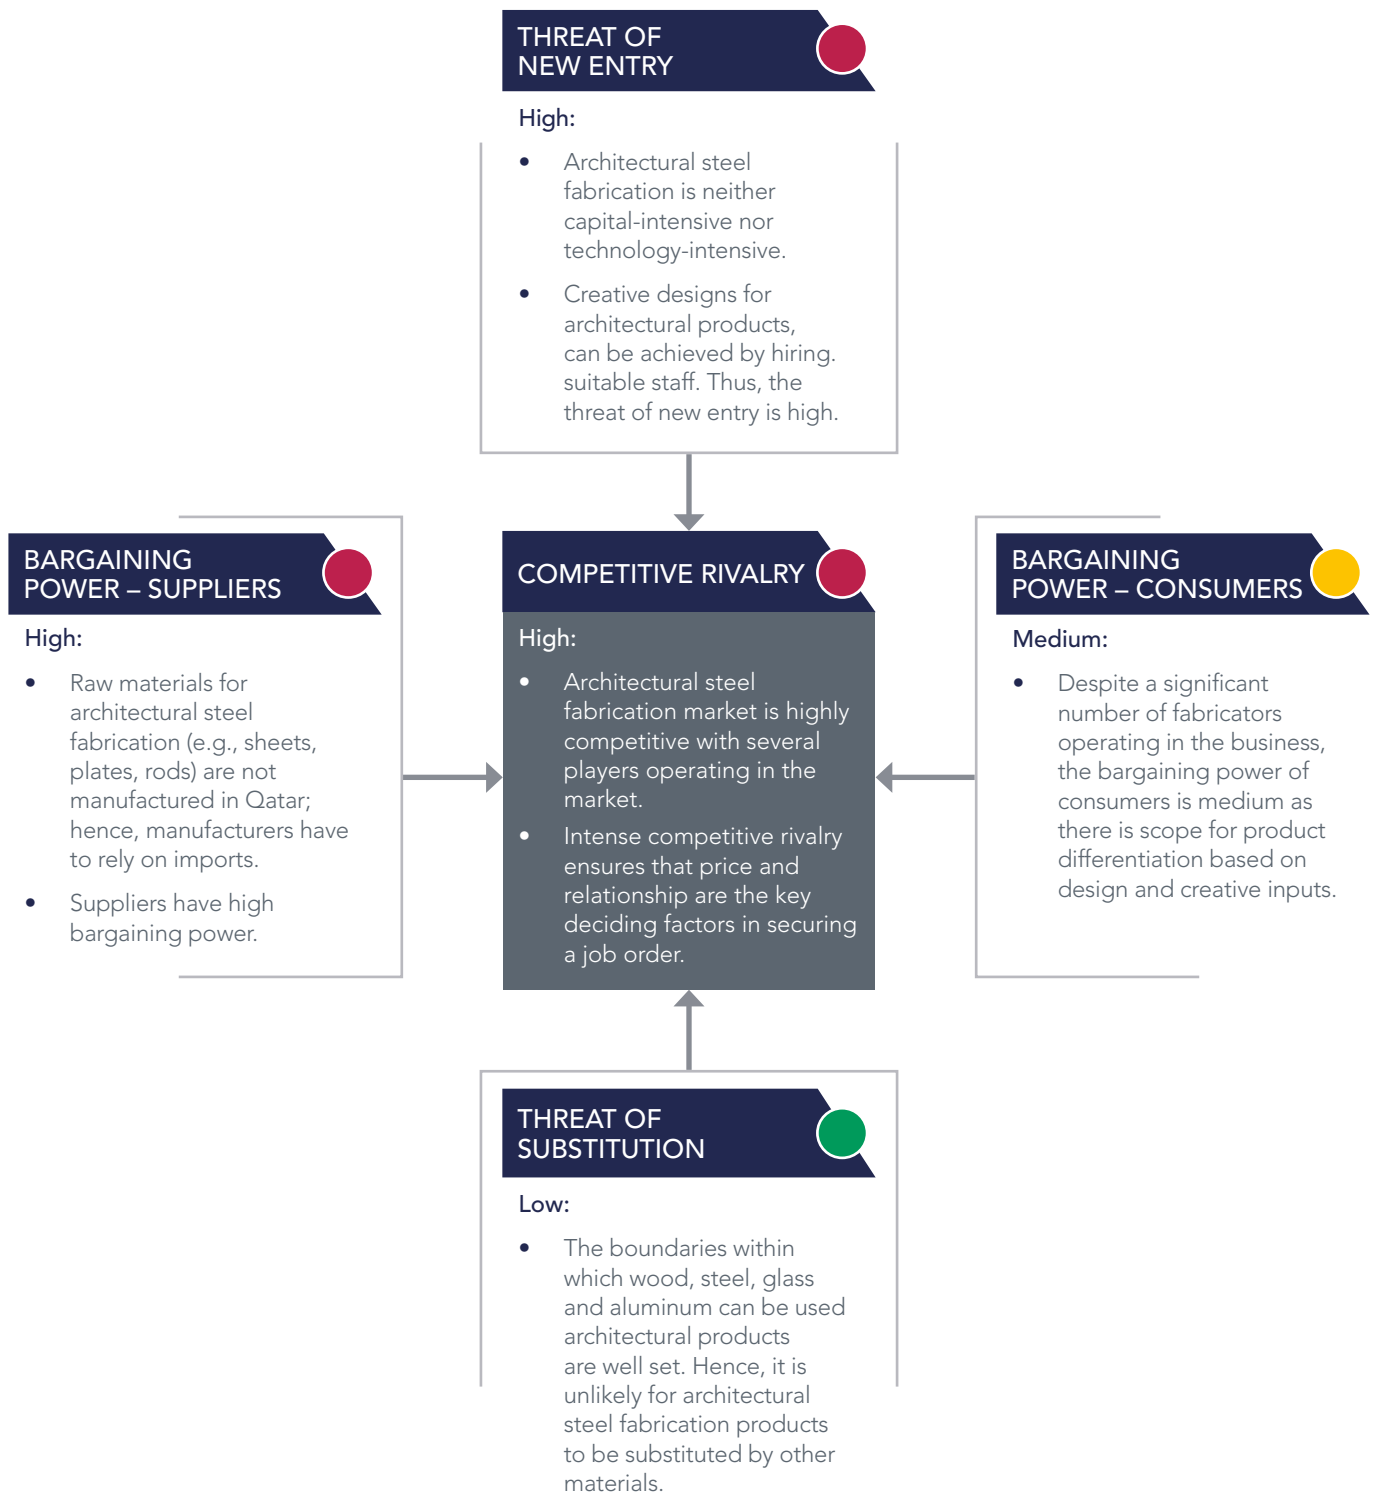 THREAT OF
NEW ENTRY
High:
• Architectural steel
fabrication is neither
capital-intensive nor
technology-intensive.
• Creative designs for
architectural products,
can be achieved by hiring.
suitable staff. Thus, the
threat of new entry is high.
BARGAINING
POWER – SUPPLIERS
High:
• Raw materials for
architectural steel
fabrication (e.g., sheets,
plates, rods) are not
manufactured in Qatar;
hence, manufacturers have
to rely on imports.
• Suppliers have high
bargaining power.
COMPETITIVE RIVALRY
High:
• Architectural steel
fabrication market is highly
competitive with several
players operating in the
market.
• Intense competitive rivalry
ensures that price and
relationship are the key
deciding factors in securing
a job order.
BARGAINING
POWER – CONSUMERS
Medium:
• Despite a significant
number of fabricators
operating in the business,
the bargaining power of
consumers is medium as
there is scope for product
differentiation based on
design and creative inputs.
THREAT OF
SUBSTITUTION
Low:
• The boundaries within
which wood, steel, glass
and aluminum can be used
architectural products
are well set. Hence, it is
unlikely for architectural
steel fabrication products
to be substituted by other
materials.